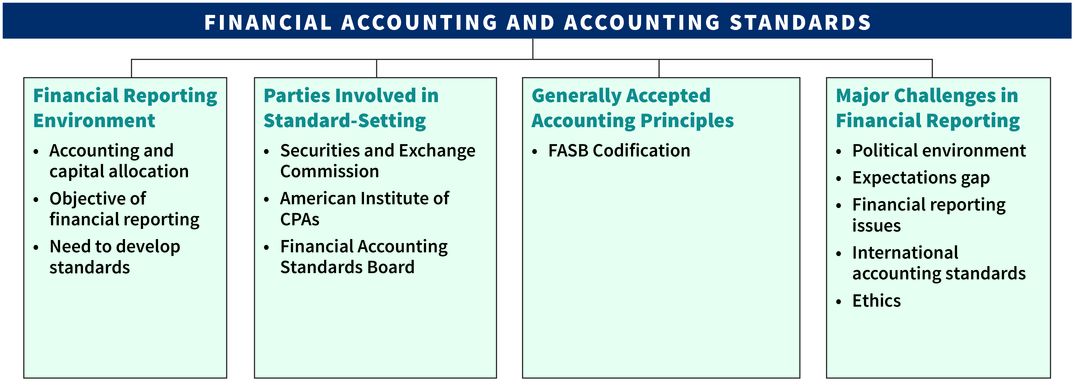 FINANCIAL ACCOUNTING AND ACCOUNTING STANDARDS
Financial Reporting
Environment
• Accounting and
capital allocation
• Objective of
financial reporting
• Need to develop
standards
Parties Involved in
Standard-Setting
• Securities and Exchange
Commission
• American Institute of
CPAs
• Financial Accounting
Standards Board
Generally Accepted
Accounting Principles
• FASB Codification
Major Challenges in
Financial Reporting
• Political environment
• Expectations gap
• Financial reporting
issues
• International
accounting standards
• Ethics